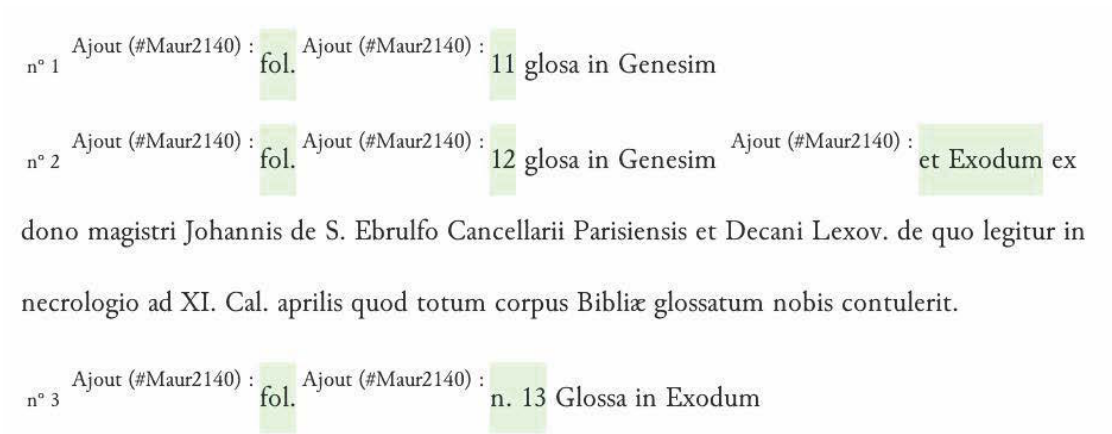 n° 1 Ajout (#Maur2140) : fol. Ajout (#Maur2140) : 11 glosa in Genesim
n° 2 Ajout (#Maur2140) : fol. Ajout (#Maur2140) : 12 glosa in Genesim Ajout (#Maur2140) : et Exodum ex
dono magistri Johannis de S. Ebrulfo Cancellarii Parisiensis et Decani Lexov. de quo legitur in
necrologio ad XI. Cal. aprilis quod totum corpus Bibliæ glossatum nobis contulerit.
n° 3 Ajout (#Maur2140) : fol. Ajout (#Maur2140) : n. 13 Glossa in Exodum